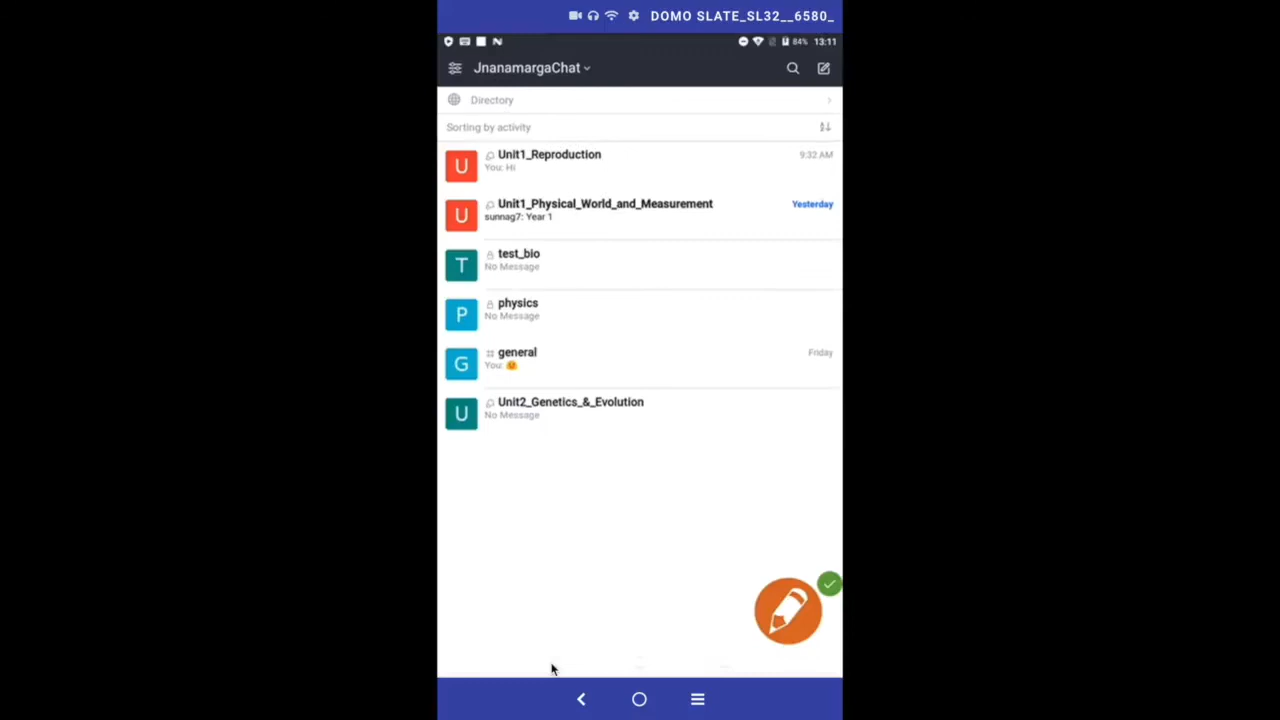 DOMO SLATE_SL32__6580_
84% 13:11
JnanamargaChat
Directory
Sorting by activity
U Unit1_Reproduction 9:32 AM
You: Hi
U Unit1_Physical_World_and_Measurement Yesterday
sunnag7: Year 1
T test_bio
No Message
P physics
No Message
G general Friday
You: 😊
U Unit2_Genetics_&_Evolution
No Message